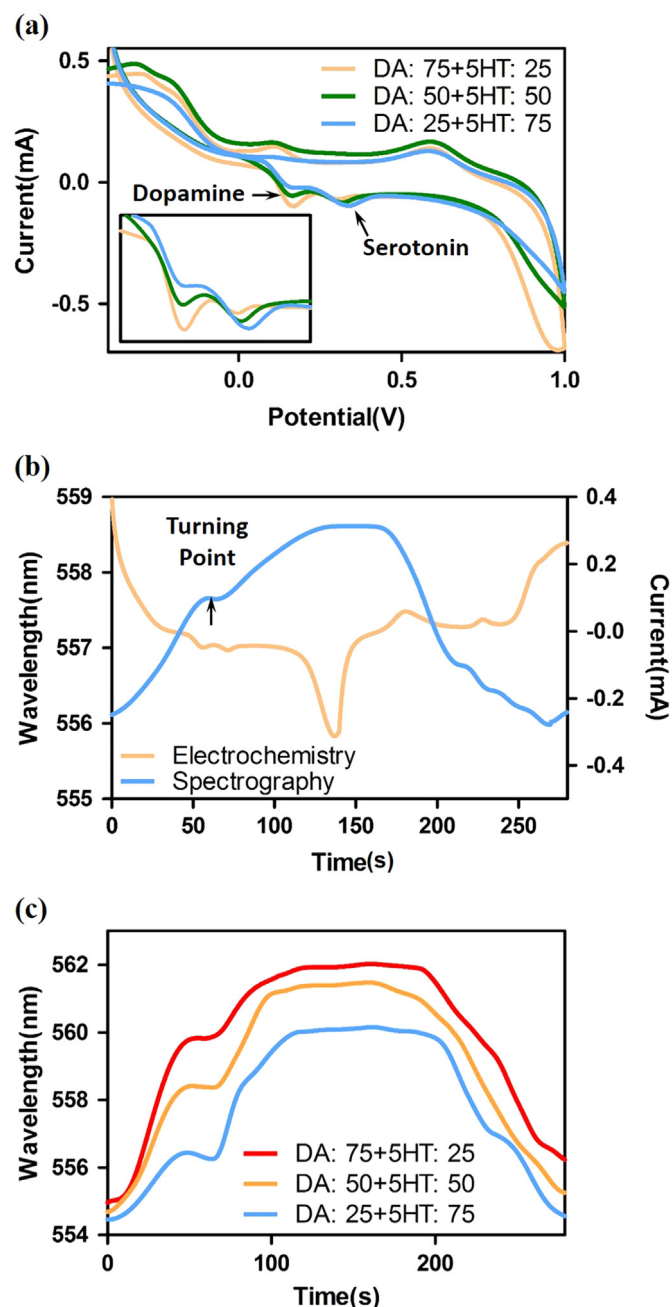 (a)
0.5
0.0
-0.5
Current(mA)
DA: 75+5HT: 25
DA: 50+5HT: 50
DA: 25+5HT: 75
Dopamine
Serotonin
0.0
0.5
1.0
Potential(V)
(b)
559
558
557
556
555
Wavelength(nm)
Turning
Point
0.4
0.2
-0.0
-0.2
-0.4
Current(mA)
Electrochemistry
Spectrography
0
50
100
150
200
250
Time(s)
(c)
562
560
558
556
554
Wavelength(nm)
DA: 75+5HT: 25
DA: 50+5HT: 50
DA: 25+5HT: 75
0
100
200
Time(s)